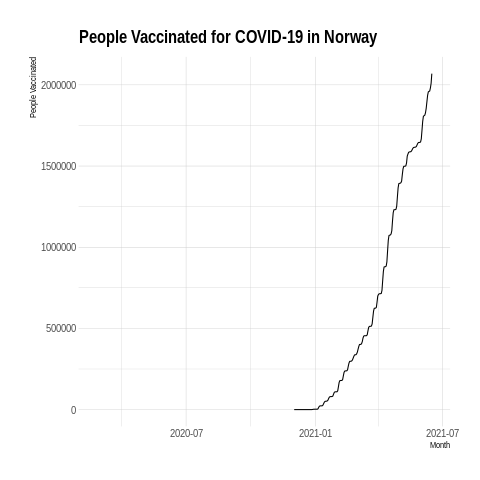 People Vaccinated for COVID-19 in Norway
People Vaccinated
2000000
1500000
1000000
500000
0
2020-07
2021-01
2021-07
Month